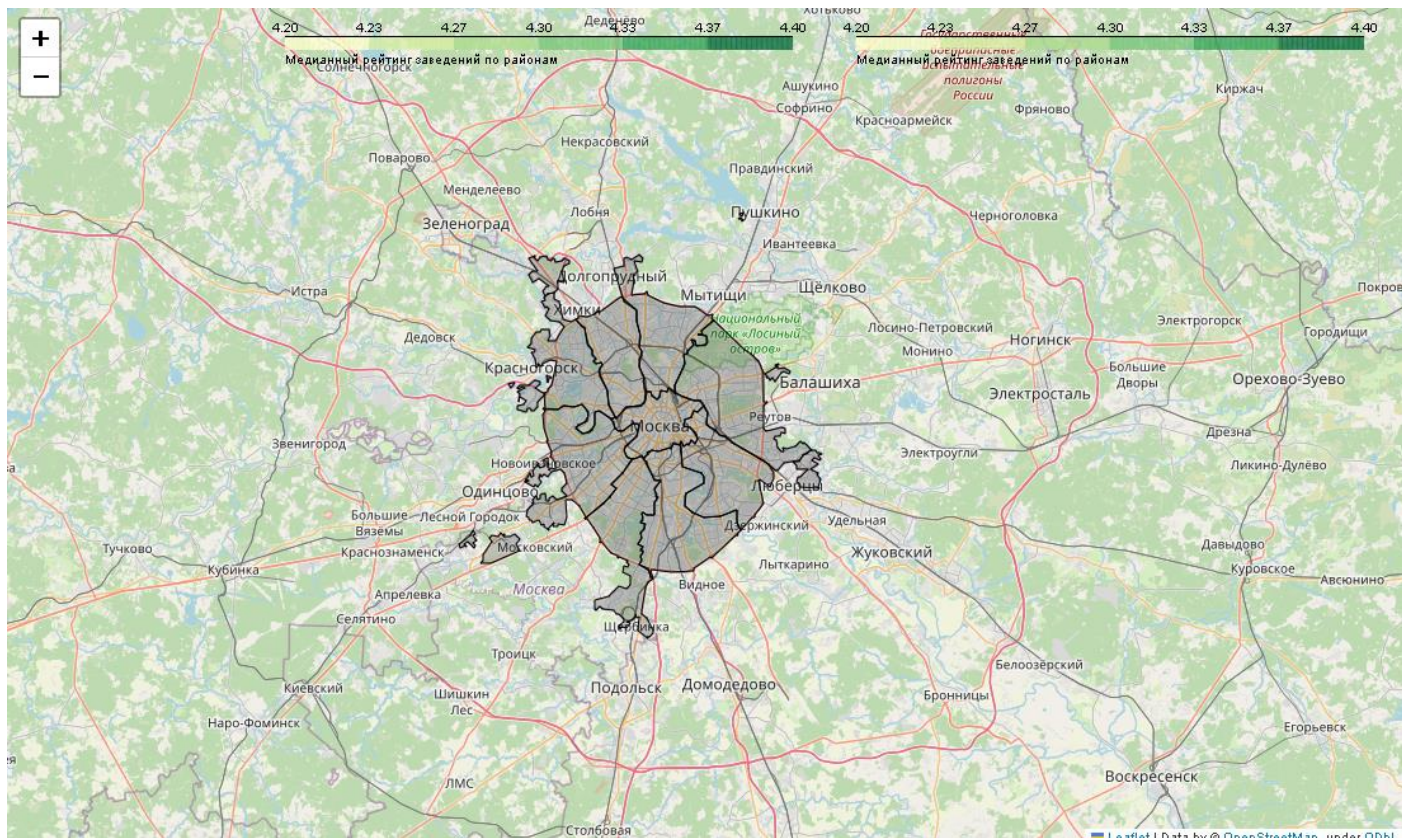 +
−
4.20 4.23 4.27 4.30 4.33 4.37 4.40
Медианный рейтинг заведений по районам
4.20 4.23 4.27 4.30 4.33 4.37 4.40
Медианный рейтинг заведений по районам
Хотьково
Деденёво
Государственные
боеприпасные
испытательные
полигоны
России
Солнечногорск
Ашукино
Софрино
Киржач
Красноармейск
Фряново
Некрасовский
Поварово
Правдинский
Менделеево
Лобня
Пушкино
Черноголовка
Зеленоград
Ивантеевка
Долгопрудный
Щёлково
Истра
Мытищи
Покров
Химки
национальный
парк «Лосиный
остров»
Лосино-Петровский
Электрогорск
Городищи
Дедовск
Ногинск
Монино
Красногорск
Балашиха
Большие
Дворы
Орехово-Зуево
Электросталь
Реутов
Москва
Дрезна
Звенигород
Электроугли
Новоивановское
Ликино-Дулёво
Одинцово
Люберцы
Большие
Вязёмы
Лесной Городок
Дзержинский
Удельная
Тучково
Краснознаменск
Московский
Жуковский
Давыдово
Кубинка
Лыткарино
Куровское
Авсюнино
Апрелевка
Москва
Видное
Селятино
Щербинка
Троицк
Белоозёрский
Киевский
Шишкин
Лес
Подольск
Домодедово
Бронницы
Наро-Фоминск
Егорьевск
ЛМС
Воскресенск
Столбовая
Leaflet | Data by © OpenStreetMap, under ODbL